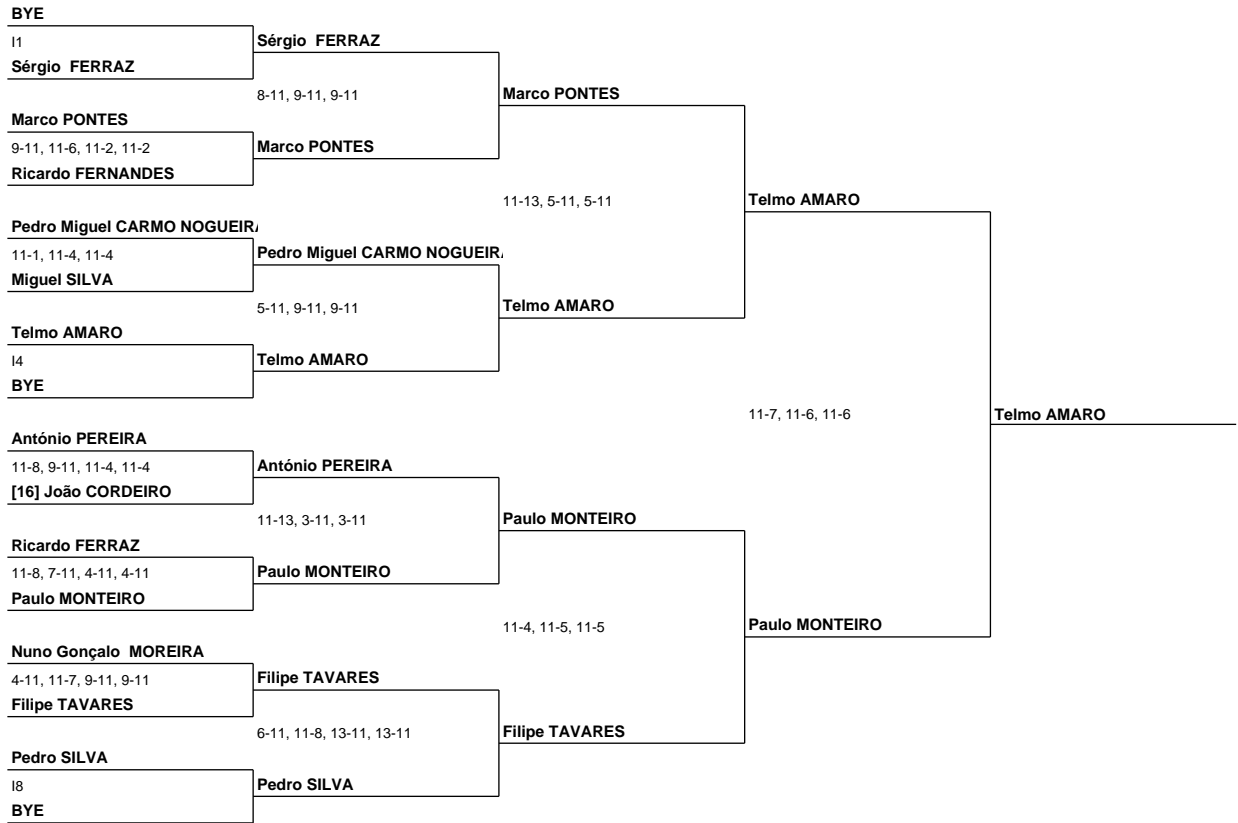 BYE
I1
Sérgio FERRAZ
Sérgio FERRAZ
8-11, 9-11, 9-11
Marco PONTES
Marco PONTES
9-11, 11-6, 11-2, 11-2
Marco PONTES
Ricardo FERNANDES
11-13, 5-11, 5-11
Telmo AMARO
Pedro Miguel CARMO NOGUEIRA
11-1, 11-4, 11-4
Pedro Miguel CARMO NOGUEIRA
Miguel SILVA
5-11, 9-11, 9-11
Telmo AMARO
Telmo AMARO
I4
Telmo AMARO
BYE
11-7, 11-6, 11-6
Telmo AMARO
António PEREIRA
11-8, 9-11, 11-4, 11-4
António PEREIRA
[16] João CORDEIRO
11-13, 3-11, 3-11
Paulo MONTEIRO
Ricardo FERRAZ
11-8, 7-11, 4-11, 4-11
Paulo MONTEIRO
Paulo MONTEIRO
11-4, 11-5, 11-5
Paulo MONTEIRO
Nuno Gonçalo MOREIRA
4-11, 11-7, 9-11, 9-11
Filipe TAVARES
Filipe TAVARES
6-11, 11-8, 13-11, 13-11
Filipe TAVARES
Pedro SILVA
I8
Pedro SILVA
BYE